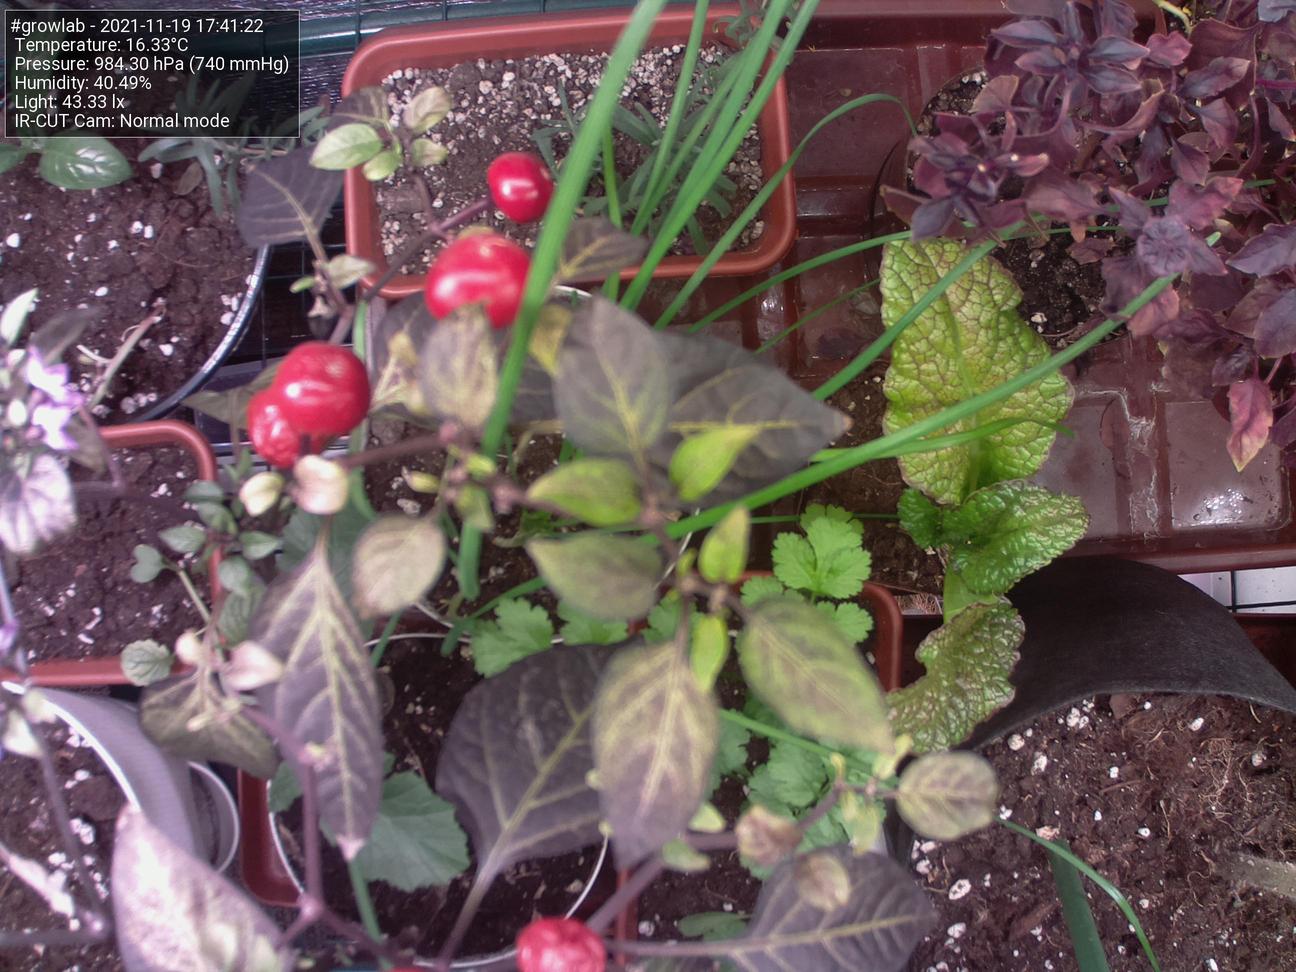 #growlab - 2021-11-19 17:41:22
Temperature: 16.33°C
Pressure: 984.30 hPa (740 mmHg)
Humidity: 40.49%
Light: 43.33 lx
IR-CUT Cam: Normal mode